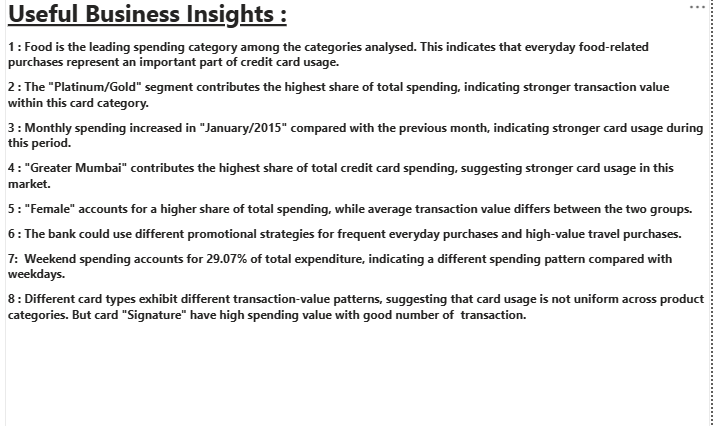 Useful Business Insights :
1 : Food is the leading spending category among the categories analysed. This indicates that everyday food-related
purchases represent an important part of credit card usage.
2 : The "Platinum/Gold" segment contributes the highest share of total spending, indicating stronger transaction value
within this card category.
3 : Monthly spending increased in "January/2015" compared with the previous month, indicating stronger card usage during
this period.
4 : "Greater Mumbai" contributes the highest share of total credit card spending, suggesting stronger card usage in this
market.
5 : "Female" accounts for a higher share of total spending, while average transaction value differs between the two groups.
6 : The bank could use different promotional strategies for frequent everyday purchases and high-value travel purchases.
7:  Weekend spending accounts for 29.07% of total expenditure, indicating a different spending pattern compared with
weekdays.
8 : Different card types exhibit different transaction-value patterns, suggesting that card usage is not uniform across product
categories. But card "Signature" have high spending value with good number of  transaction.